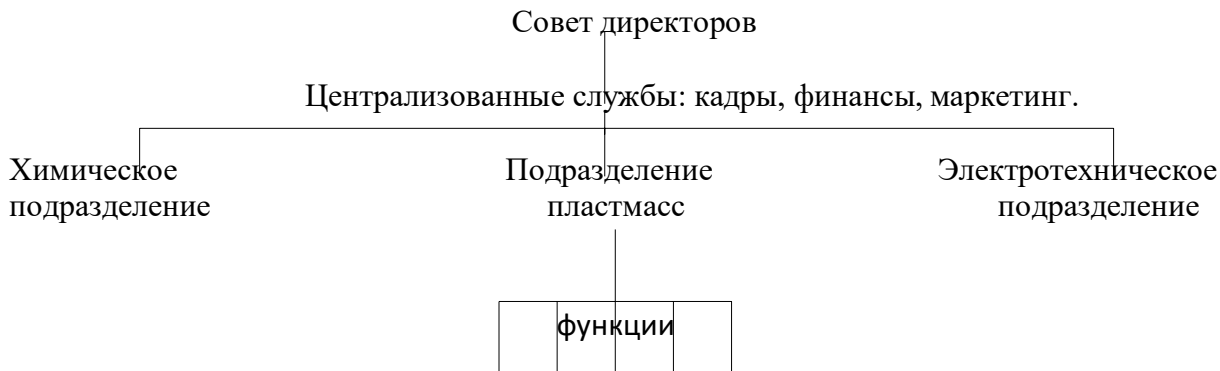 Совет директоров
Централизованные службы: кадры, финансы, маркетинг.
Химическое подразделение
Подразделение пластмасс
Электротехническое подразделение
функции